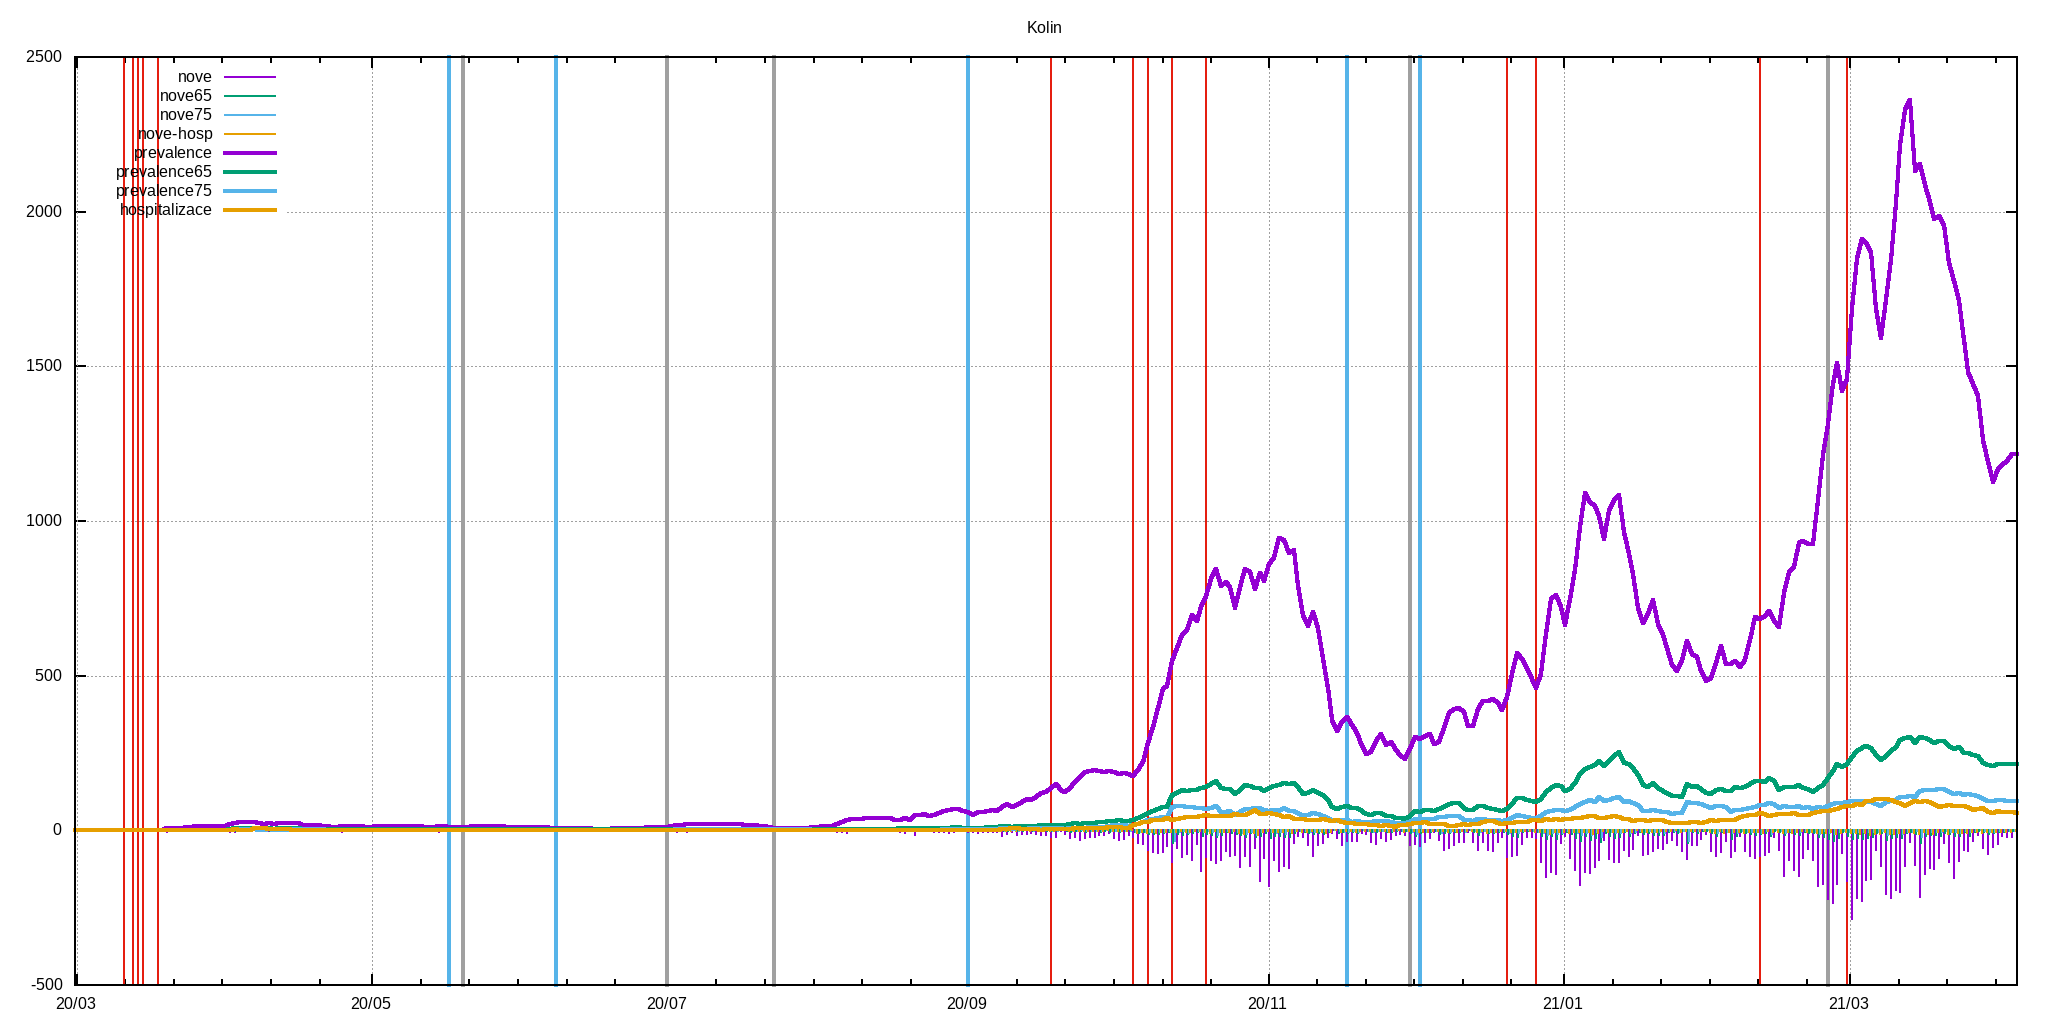 Kolin
2500
2000
1500
1000
500
0
-500
nove
nove65
nove75
nove-hosp
prevalence
prevalence65
prevalence75
hospitalizace
20/03
20/05
20/07
20/09
20/11
21/01
21/03